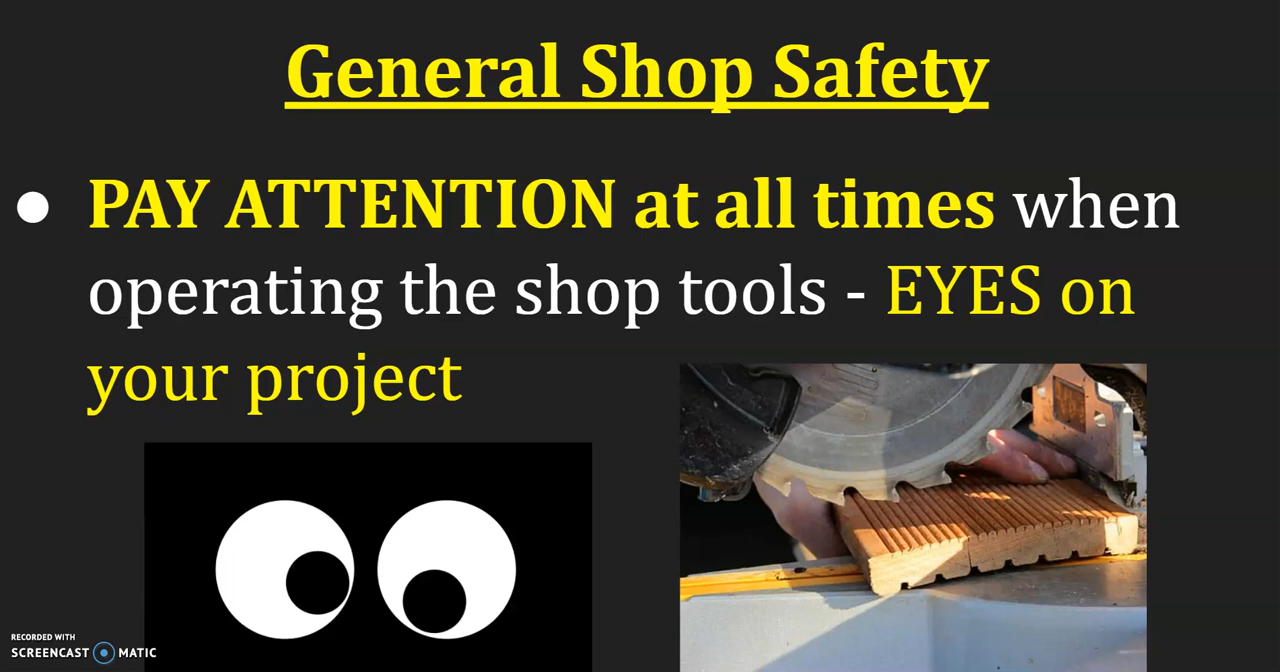 General Shop Safety
● PAY ATTENTION at all times when
operating the shop tools - EYES on
your project
RECORDED WITH
SCREENCAST MATIC